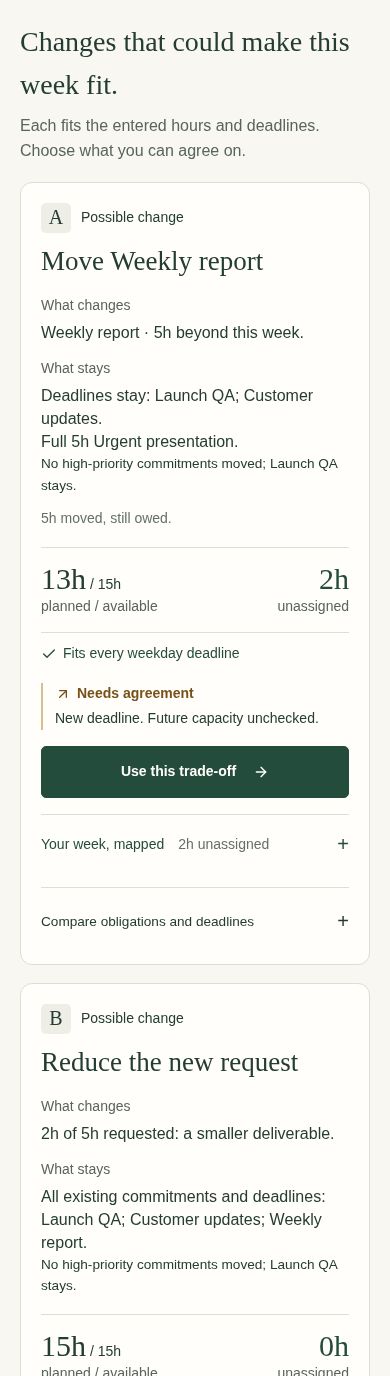 Changes that could make this
week fit.
Each fits the entered hours and deadlines.
Choose what you can agree on.
A Possible change
Move Weekly report
What changes
Weekly report · 5h beyond this week.
What stays
Deadlines stay: Launch QA; Customer
updates.
Full 5h Urgent presentation.
No high-priority commitments moved; Launch QA
stays.
5h moved, still owed.
13h / 15h 2h
planned / available unassigned
Fits every weekday deadline
Needs agreement
New deadline. Future capacity unchecked.
Use this trade-off
Your week, mapped 2h unassigned +
Compare obligations and deadlines +
B Possible change
Reduce the new request
What changes
2h of 5h requested: a smaller deliverable.
What stays
All existing commitments and deadlines:
Launch QA; Customer updates; Weekly
report.
No high-priority commitments moved; Launch QA
stays.
15h / 15h 0h
planned / available unassigned